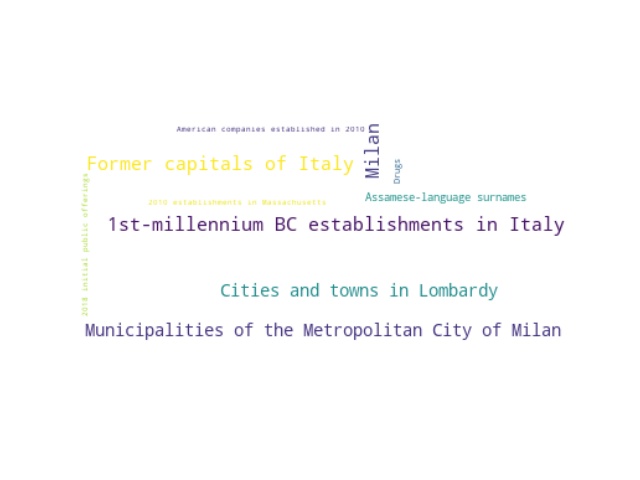 American companies established in 2010
Milan
Former capitals of Italy
Drugs
Assamese-language surnames
2010 establishments in Massachusetts
1st-millennium BC establishments in Italy
2018 initial public offerings
Cities and towns in Lombardy
Municipalities of the Metropolitan City of Milan